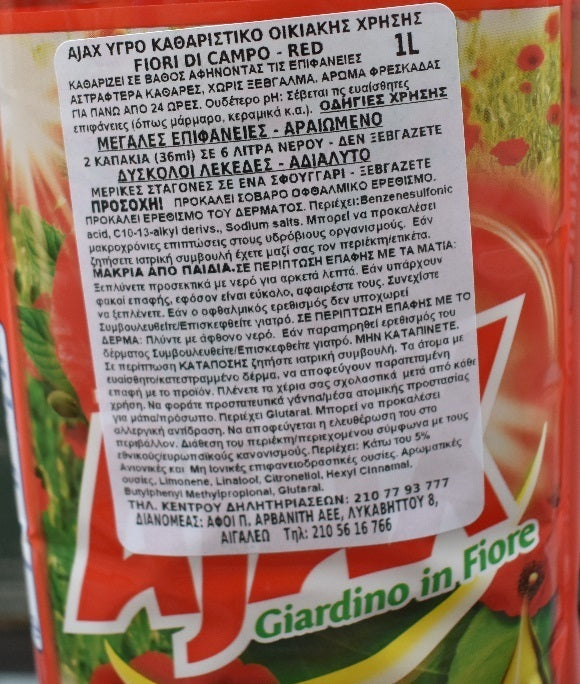 AJAX ΥΓΡΟ ΚΑΘΑΡΙΣΤΙΚΟ ΟΙΚΙΑΚΗΣ ΧΡΗΣΗΣ
FIORI DI CAMPO - RED 1L
ΚΑΘΑΡΙΖΕΙ ΣΕ ΒΑΘΟΣ ΑΦΗΝΟΝΤΑΣ ΤΙΣ ΕΠΙΦΑΝΕΙΕΣ
ΑΣΤΡΑΦΤΕΡΑ ΚΑΘΑΡΕΣ, ΧΩΡΙΣ ΞΕΒΓΑΛΜΑ. ΑΡΩΜΑ ΦΡΕΣΚΑΔΑΣ
ΓΙΑ ΠΑΝΩ ΑΠΟ 24 ΩΡΕΣ. Ουδέτερο pH: Σέβεται τις ευαίσθητες
επιφάνειες (όπως μάρμαρο, κεραμικά κ.α.). ΟΔΗΓΙΕΣ ΧΡΗΣΗΣ
ΜΕΓΑΛΕΣ ΕΠΙΦΑΝΕΙΕΣ - ΑΡΑΙΩΜΕΝΟ
2 ΚΑΠΑΚΙΑ (36ml) ΣΕ 6 ΛΙΤΡΑ ΝΕΡΟΥ - ΔΕΝ ΞΕΒΓΑΖΕΤΕ
ΔΥΣΚΟΛΟΙ ΛΕΚΕΔΕΣ - ΑΔΙΑΛΥΤΟ
ΜΕΡΙΚΕΣ ΣΤΑΓΟΝΕΣ ΣΕ ΕΝΑ ΣΦΟΥΓΓΑΡΙ - ΞΕΒΓΑΖΕΤΕ
ΠΡΟΣΟΧΗ! ΠΡΟΚΑΛΕΙ ΣΟΒΑΡΟ ΟΦΘΑΛΜΙΚΟ ΕΡΕΘΙΣΜΟ.
ΠΡΟΚΑΛΕΙ ΕΡΕΘΙΣΜΟ ΤΟΥ ΔΕΡΜΑΤΟΣ. Περιέχει:Benzenesulfonic
acid, C10-13-alkyl derivs., Sodium salts. Μπορεί να προκαλέσει
μακροχρόνιες επιπτώσεις στους υδρόβιους οργανισμούς. Εάν
ζητήσετε ιατρική συμβουλή έχετε μαζί σας τον περιέκτη/ετικέτα.
ΜΑΚΡΙΑ ΑΠΟ ΠΑΙΔΙΑ.ΣΕ ΠΕΡΙΠΤΩΣΗ ΕΠΑΦΗΣ ΜΕ ΤΑ ΜΑΤΙΑ:
Ξεπλύνετε προσεκτικά με νερό για αρκετά λεπτά. Εάν υπάρχουν
φακοί επαφής, εφόσον είναι εύκολο, αφαιρέστε τους. Συνεχίστε
να ξεπλένετε. Εάν ο οφθαλμικός ερεθισμός δεν υποχωρεί
Συμβουλευθείτε/Επισκεφθείτε γιατρό. ΣΕ ΠΕΡΙΠΤΩΣΗ ΕΠΑΦΗΣ ΜΕ ΤΟ
ΔΕΡΜΑ: Πλύντε με άφθονο νερό. Εάν παρατηρηθεί ερεθισμός του
δέρματος Συμβουλευθείτε/Επισκεφθείτε γιατρό. ΜΗΝ ΚΑΤΑΠΙΝΕΤΕ.
Σε περίπτωση ΚΑΤΑΠΟΣΗΣ ζητήστε ιατρική συμβουλή. Τα άτομα με
ευαίσθητο/κατεστραμμένο δέρμα, να αποφεύγουν παρατεταμένη
επαφή με το προϊόν. Πλένετε τα χέρια σας σχολαστικά μετά από κάθε
χρήση. Να φοράτε προστατευτικά γάντια/μέσα ατομικής προστασίας
για μάτια/πρόσωπο. Περιέχει Glutaral. Μπορεί να προκαλέσει
αλλεργική αντίδραση. Να αποφεύγεται η ελευθέρωση του στο
περιβάλλον. Διάθεση του περιέκτη/περιεχομένου σύμφωνα με τους
εθνικούς/ευρωπαϊκούς κανονισμούς. Περιέχει: Κάτω του 5%
Ανιονικές και Μη Ιονικές επιφανειοδραστικές ουσίες. Αρωματικές
ουσίες, Limonene, Linalool, Citronellol, Hexyl Cinnamal,
Butylphenyl Methylpropional, Glutaral.
ΤΗΛ. ΚΕΝΤΡΟΥ ΔΗΛΗΤΗΡΙΑΣΕΩΝ: 210 77 93 777
ΔΙΑΝΟΜΕΑΣ: ΑΦΟΙ Π. ΑΡΒΑΝΙΤΗ ΑΕΕ, ΛΥΚΑΒΗΤΤΟΥ 8,
ΑΙΓΑΛΕΩ Τηλ: 210 56 16 766
AJAX
Giardino in Fiore